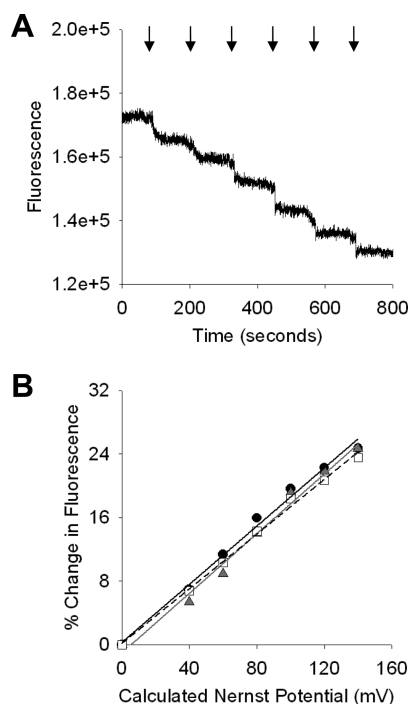 A
2.0e+5
1.8e+5
1.6e+5
1.4e+5
1.2e+5
Fluorescence
0 200 400 600 800
Time (seconds)
B
32
24
16
8
0
% Change in Fluorescence
0 40 80 120 160
Calculated Nernst Potential (mV)